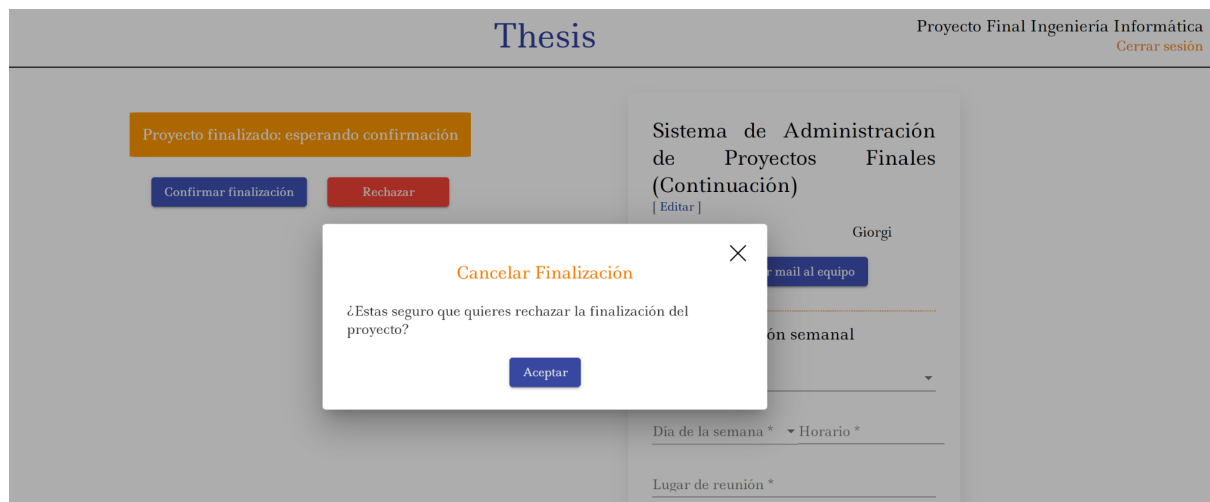 Thesis
Proyecto Final Ingeniería Informática
Cerrar sesión
Proyecto finalizado: esperando confirmación
Confirmar finalización
Rechazar
Sistema de Administración
de Proyectos Finales
(Continuación)
[ Editar ]
Giorgi
mail al equipo
semanal
Día de la semana *
Horario *
Lugar de reunión *
Cancelar Finalización
¿Estas seguro que quieres rechazar la finalización del
proyecto?
Aceptar